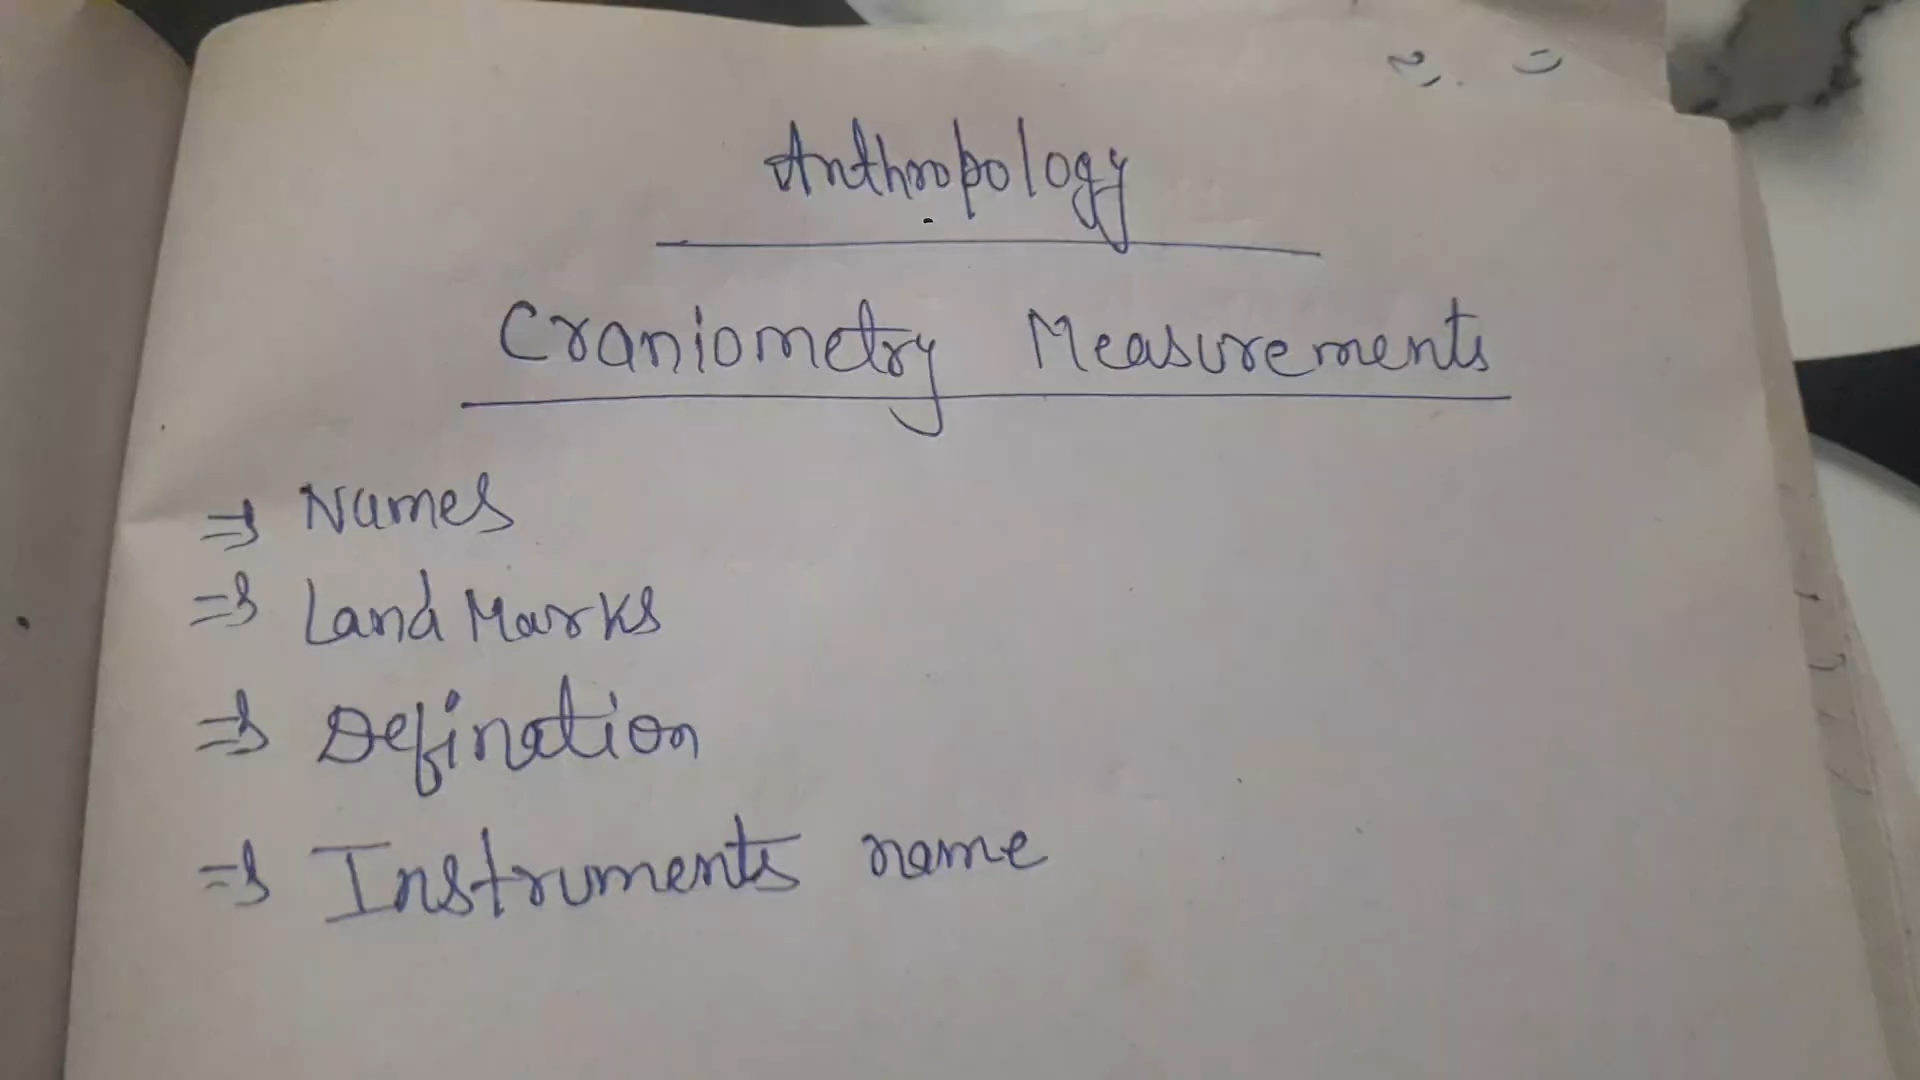 Anthropology
Craniometry Measurements
⇒ Names
⇒ Land Marks
⇒ Defination
⇒ Instruments name